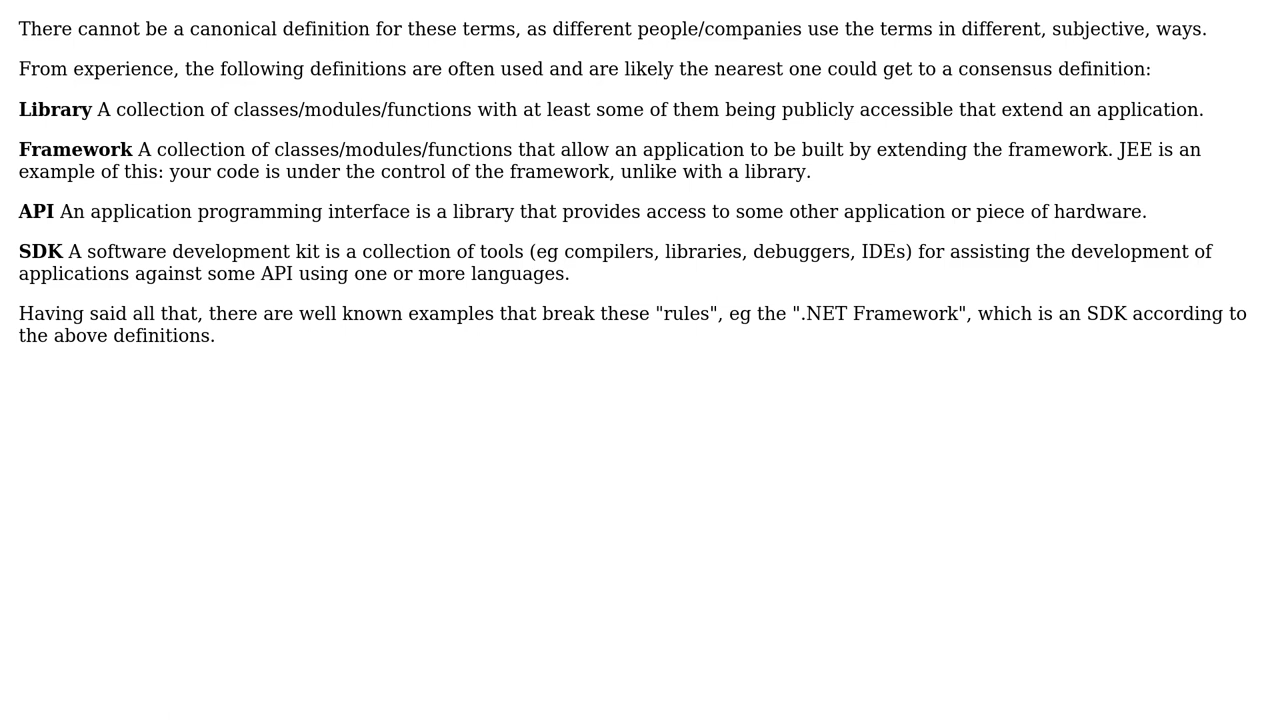 There cannot be a canonical definition for these terms, as different people/companies use the terms in different, subjective, ways.
From experience, the following definitions are often used and are likely the nearest one could get to a consensus definition:
Library A collection of classes/modules/functions with at least some of them being publicly accessible that extend an application.
Framework A collection of classes/modules/functions that allow an application to be built by extending the framework. JEE is an
example of this: your code is under the control of the framework, unlike with a library.
API An application programming interface is a library that provides access to some other application or piece of hardware.
SDK A software development kit is a collection of tools (eg compilers, libraries, debuggers, IDEs) for assisting the development of
applications against some API using one or more languages.
Having said all that, there are well known examples that break these "rules", eg the ".NET Framework", which is an SDK according to
the above definitions.